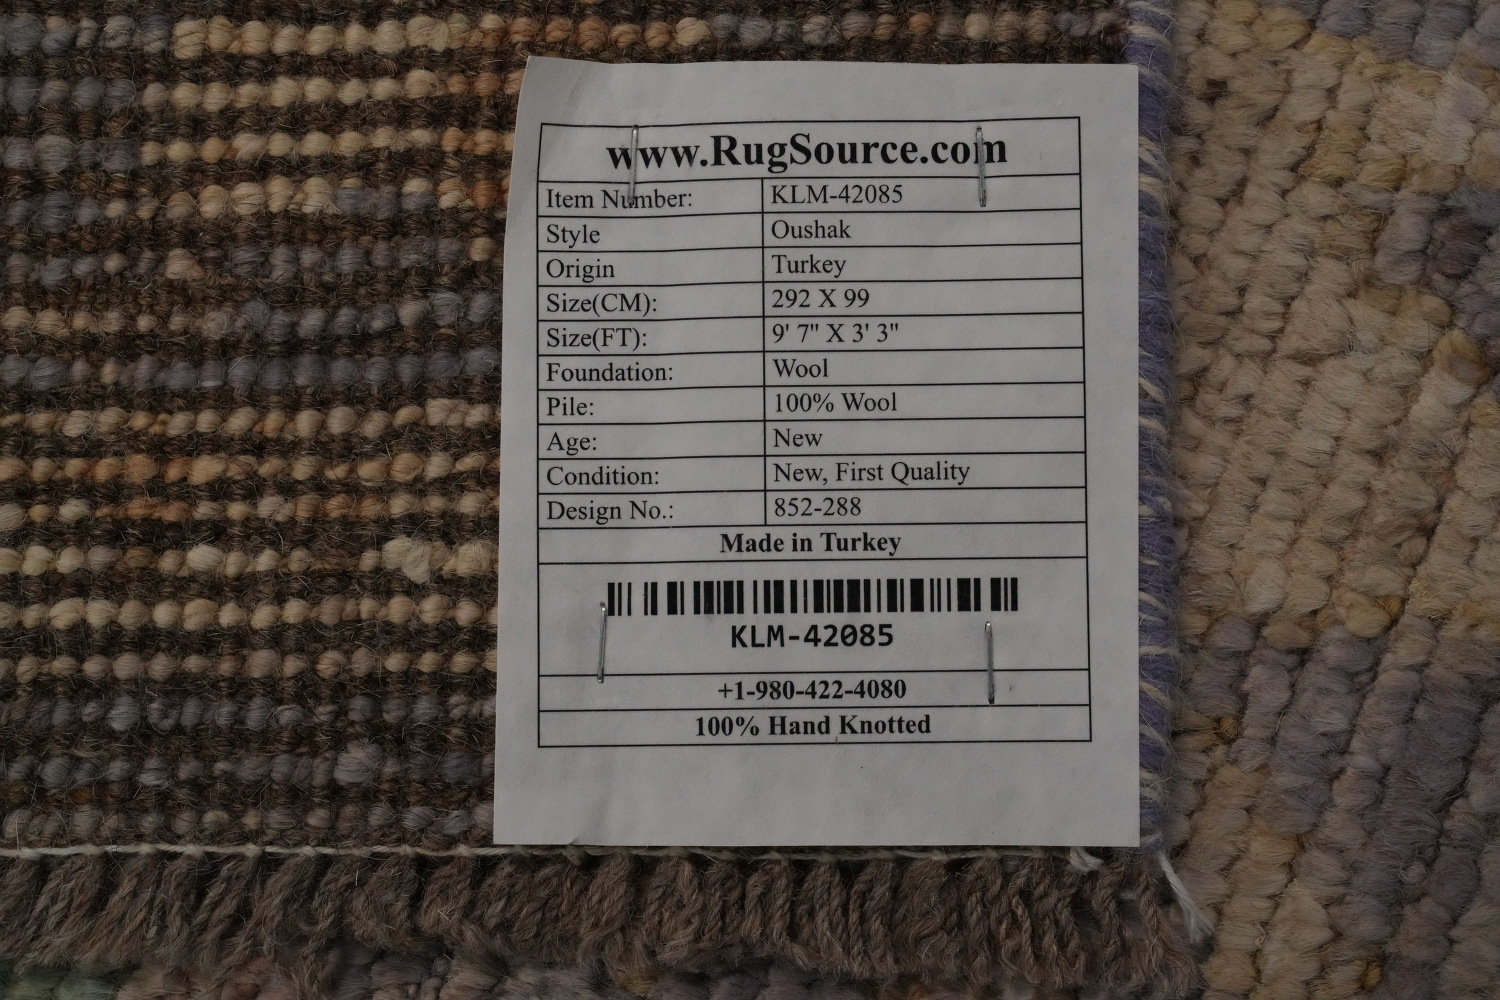 www.RugSource.com
Item Number: KLM-42085
Style Oushak
Origin Turkey
Size(CM): 292 X 99
Size(FT): 9' 7" X 3' 3"
Foundation: Wool
Pile: 100% Wool
Age: New
Condition: New, First Quality
Design No.: 852-288
Made in Turkey
KLM-42085
+1-980-422-4080
100% Hand Knotted